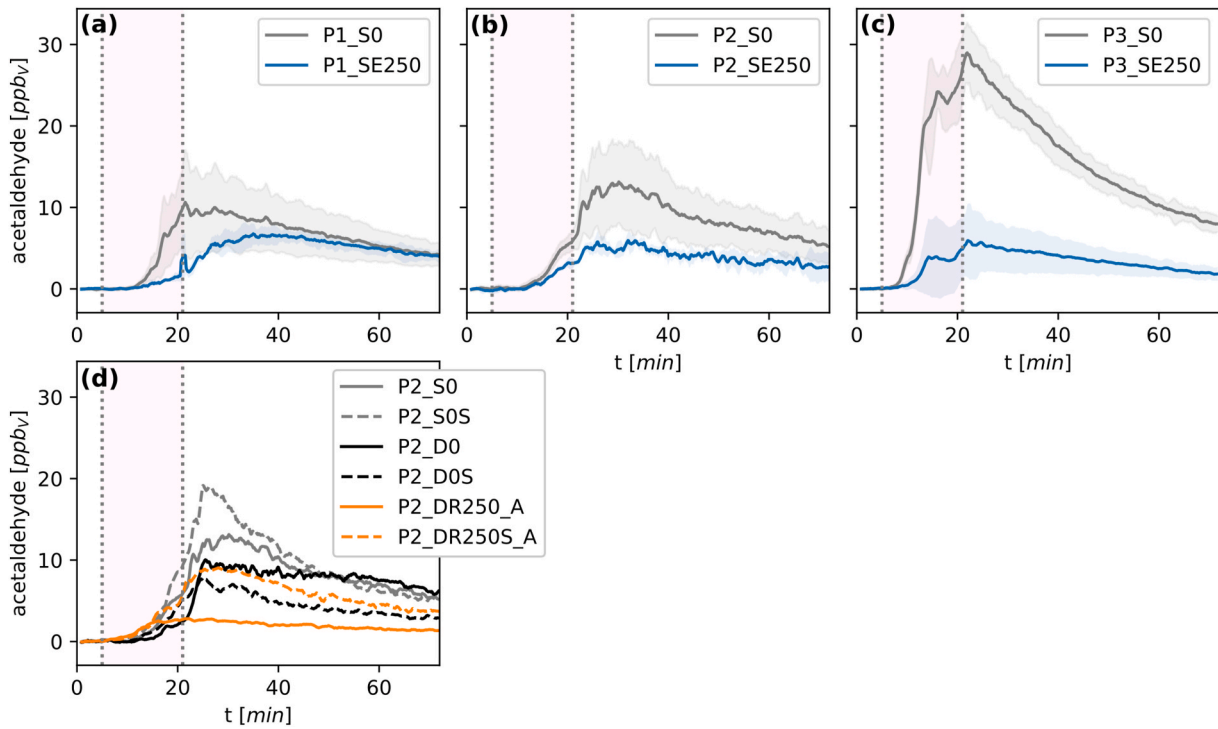 (a)
P1_S0
P1_SE250
acetaldehyde [ppbV]
30
20
10
0
0 20 40 60
(b)
P2_S0
P2_SE250
0 20 40 60
t [min]
(c)
P3_S0
P3_SE250
0 20 40 60
t [min]
(d)
P2_S0
P2_S0S
P2_D0
P2_D0S
P2_DR250_A
P2_DR250S_A
acetaldehyde [ppbV]
30
20
10
0
0 20 40 60
t [min]